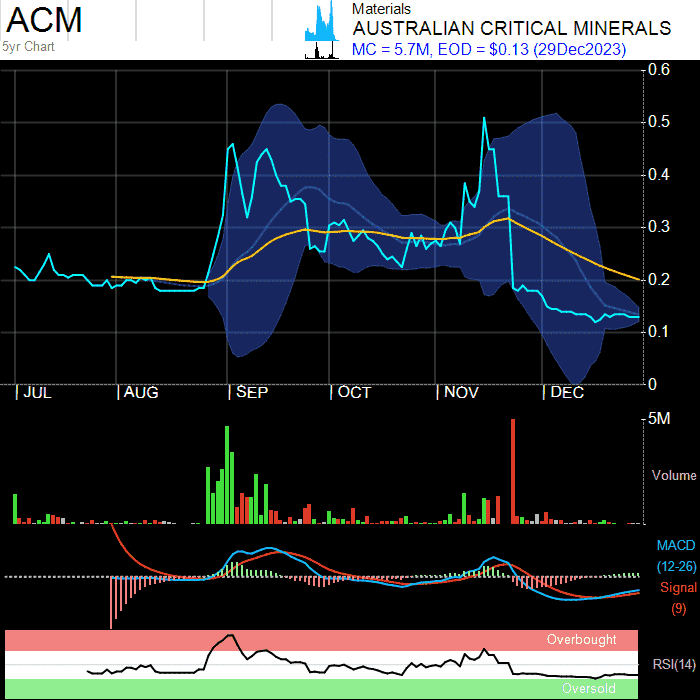 ACM
5yr Chart
Materials
AUSTRALIAN CRITICAL MINERALS
MC = 5.7M, EOD = $0.13 (29Dec2023)
0.6
0.5
0.4
0.3
0.2
0.1
0
JUL AUG SEP OCT NOV DEC
5M
Volume
MACD
(12-26)
Signal
(9)
Overbought
RSI(14)
Oversold